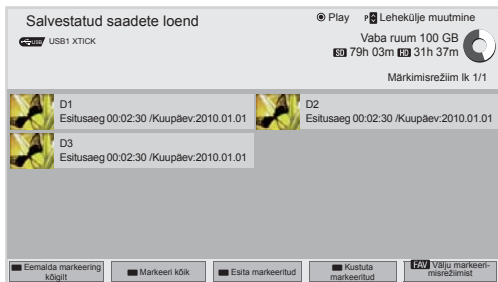 Salvestatud saadete loend
Play P Lehekülje muutmine
USB USB1 XTICK
Vaba ruum 100 GB
SD 79h 03m HD 31h 37m
Märkimisrežiim lk 1/1
D1
Esitusaeg 00:02:30 /Kuupäev:2010.01.01
D2
Esitusaeg 00:02:30 /Kuupäev:2010.01.01
D3
Esitusaeg 00:02:30 /Kuupäev:2010.01.01
Eemalda markeering
kõigilt
Markeeri kõik
Esita markeeritud
Kustuta
markeeritud
FAV Välju markeeri-
misrežiimist